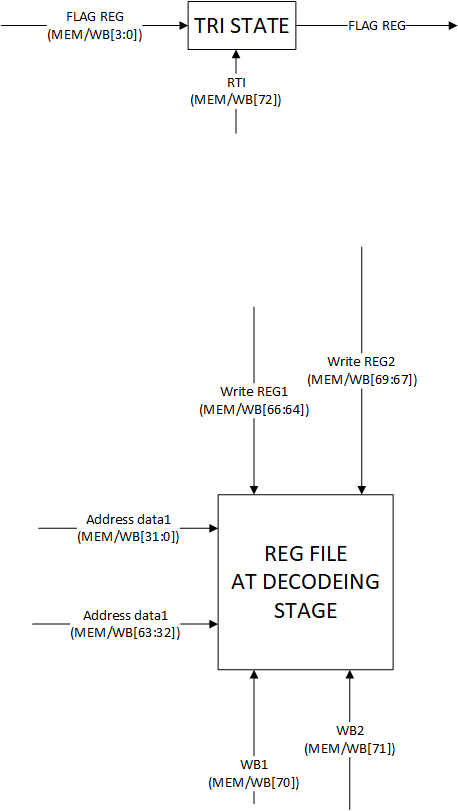 FLAG REG
(MEM/WB[3:0])
TRI STATE
FLAG REG
RTI
(MEM/WB[72])
Write REG2
(MEM/WB[69:67])
Write REG1
(MEM/WB[66:64])
Address data1
(MEM/WB[31:0])
REG FILE
AT DECODEING
STAGE
Address data1
(MEM/WB[63:32])
WB2
(MEM/WB[71])
WB1
(MEM/WB[70])